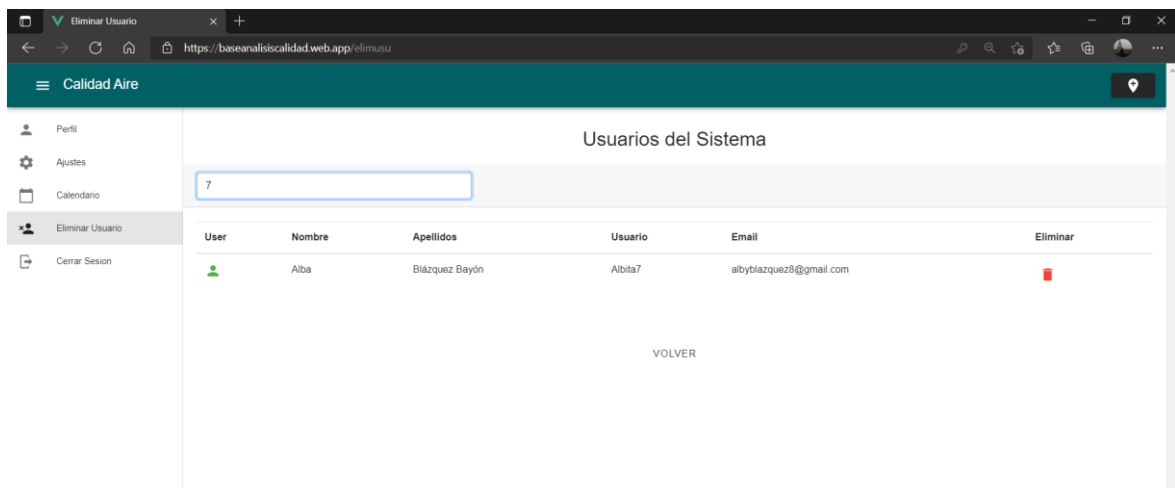 Eliminar Usuario
https://baseanalisiscalidad.web.app/elimusu
Calidad Aire
Perfil
Ajustes
Calendario
Eliminar Usuario
Cerrar Sesion
Usuarios del Sistema
7
User Nombre Apellidos Usuario Email Eliminar
Alba Blázquez Bayón Albita7 albyblazquez8@gmail.com
VOLVER